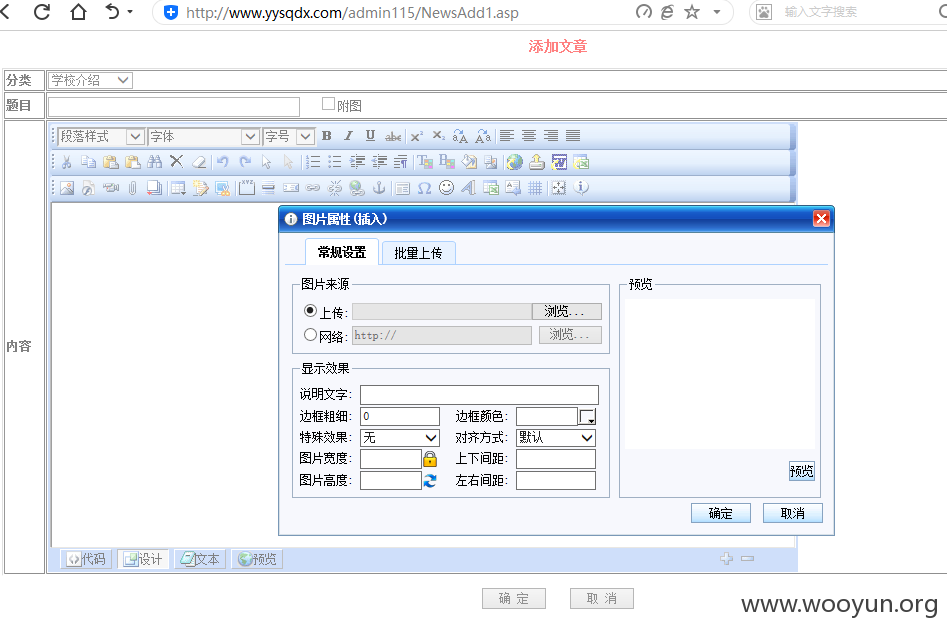 http://www.yysqdx.com/admin115/NewsAdd1.asp
输入文字搜索
添加文章
分类
学校介绍
题目
附图
段落样式
字体
字号
图片属性(插入)
常规设置
批量上传
图片来源
上传:
浏览...
网络:
http://
浏览...
显示效果
说明文字:
边框粗细:
0
边框颜色:
特殊效果:
无
对齐方式:
默认
图片宽度:
上下间距:
图片高度:
左右间距:
预览
预览
确定
取消
内容
代码
设计
文本
预览
确 定
取 消
www.wooyun.org